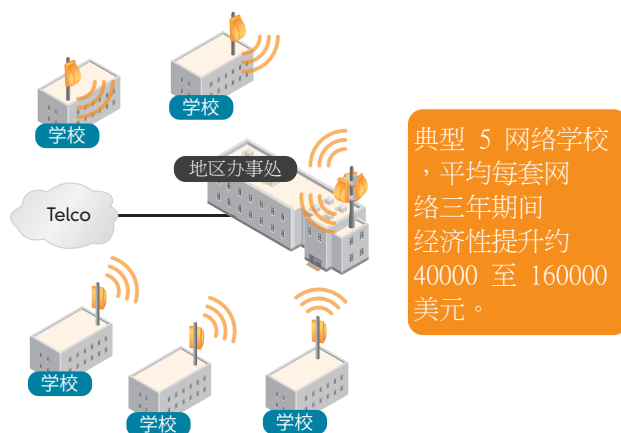 学校
学校
地区办事处
Telco
学校
学校
学校
典型 5 网络学校
，平均每套网
络三年期间
经济性提升约
40000 至 160000
美元。